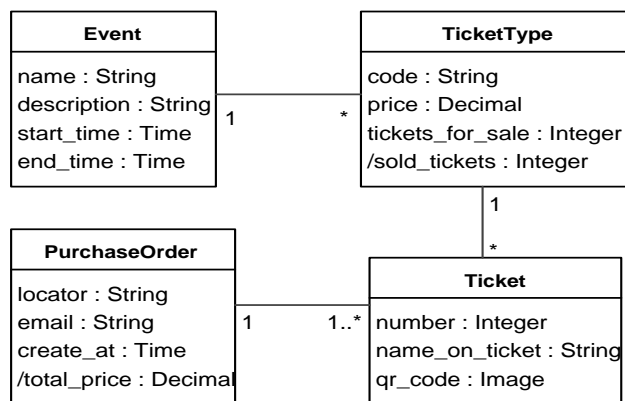 Event
name : String
description : String
start_time : Time
end_time : Time
1
*
TicketType
code : String
price : Decimal
tickets_for_sale : Integer
/sold_tickets : Integer
1
*
PurchaseOrder
locator : String
email : String
create_at : Time
/total_price : Decimal
1
1..*
Ticket
number : Integer
name_on_ticket : String
qr_code : Image